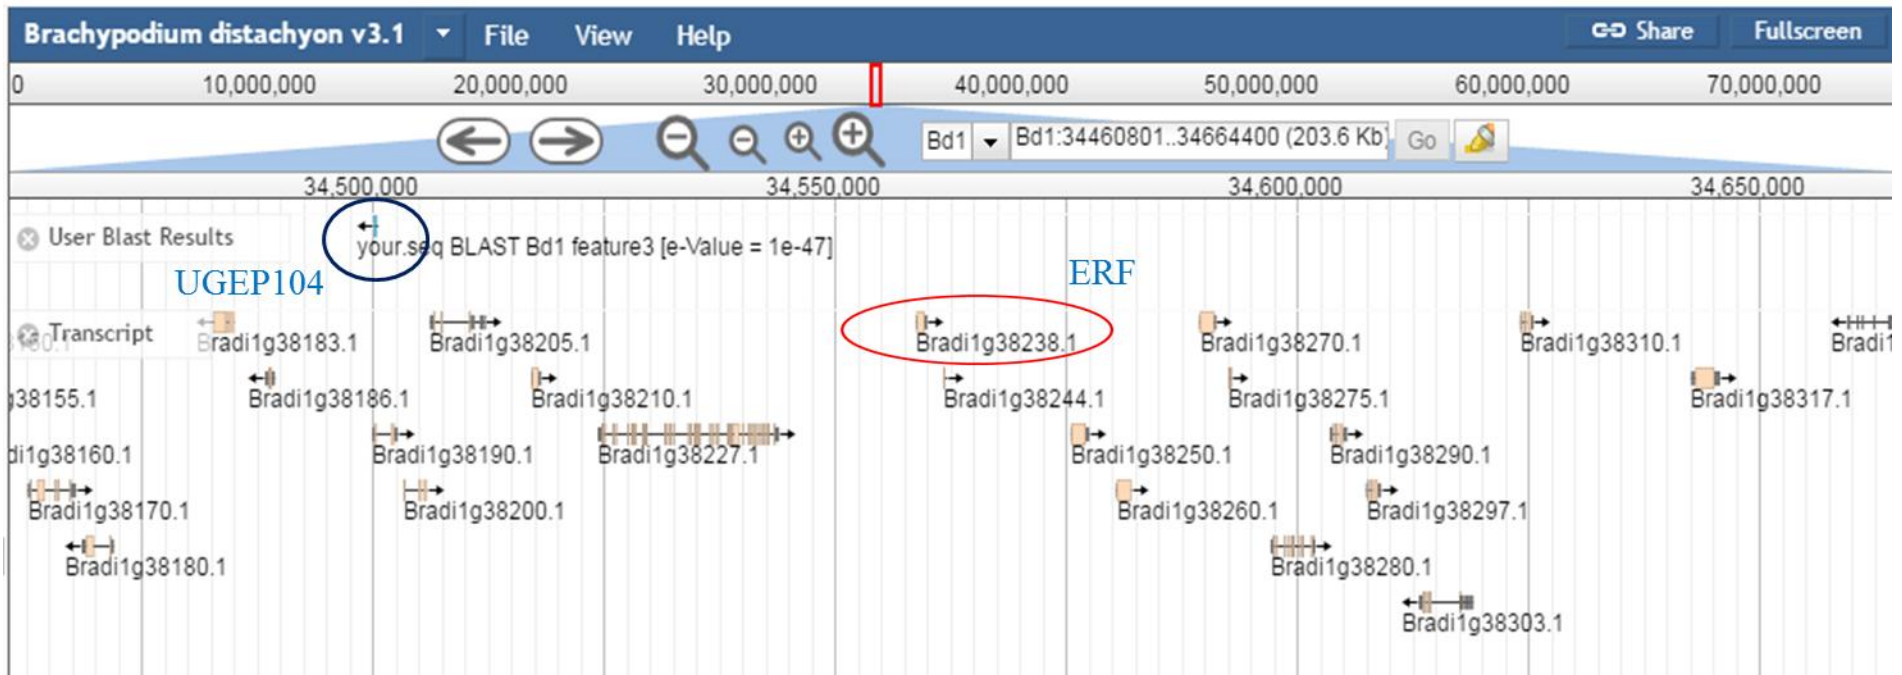 Brachypodium distachyon v3.1 File View Help Share Fullscreen
0 10,000,000 20,000,000 30,000,000 40,000,000 50,000,000 60,000,000 70,000,000
Bd1 Bd1:34460801..34664400 (203.6 Kb) Go
34,500,000 34,550,000 34,600,000 34,650,000
User Blast Results
your.seq BLAST Bd1 feature3 [e-Value = 1e-47]
UGEP104 ERF
Transcript
Bradi1g38183.1 Bradi1g38205.1 Bradi1g38238.1 Bradi1g38270.1 Bradi1g38310.1 Bradi1
g38155.1 Bradi1g38186.1 Bradi1g38210.1 Bradi1g38244.1 Bradi1g38275.1 Bradi1g38317.1
di1g38160.1 Bradi1g38190.1 Bradi1g38227.1 Bradi1g38250.1 Bradi1g38290.1
Bradi1g38170.1 Bradi1g38200.1 Bradi1g38260.1 Bradi1g38297.1
Bradi1g38180.1 Bradi1g38280.1
Bradi1g38303.1